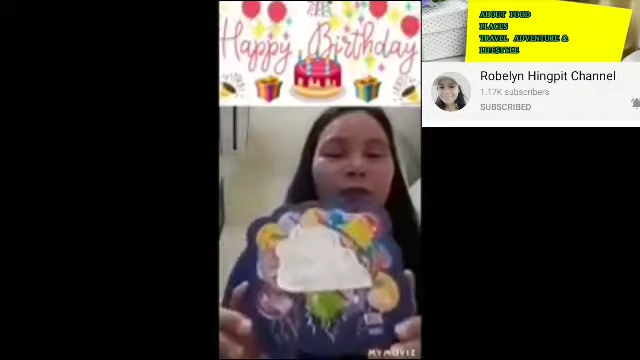 Happy Birthday
ABOUT FOOD
PLACES
TRAVEL ADVENTURE &
LIFESTYLE
Robelyn Hingpit Channel
1.17K subscribers
SUBSCRIBED
MYMOVIE